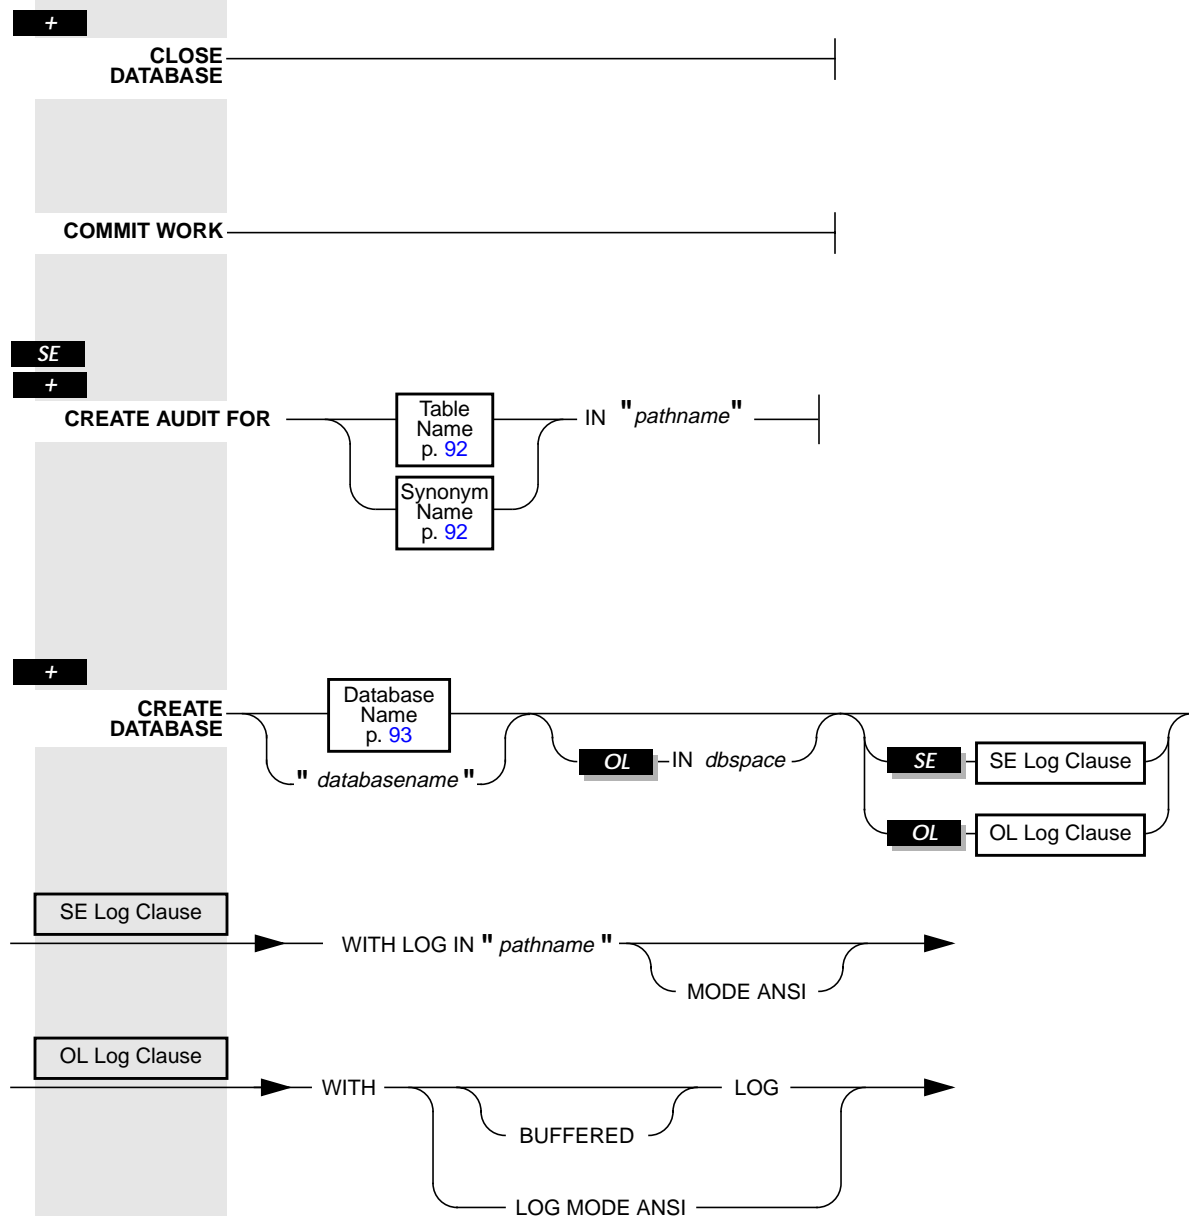 +
CLOSE
DATABASE
COMMIT WORK
SE
+
CREATE AUDIT FOR
Table
Name
p. 92
IN "pathname"
Synonym
Name
p. 92
+
CREATE
DATABASE
Database
Name
p. 93
" databasename "
OL IN dbspace
SE SE Log Clause
OL OL Log Clause
SE Log Clause
WITH LOG IN " pathname "
MODE ANSI
OL Log Clause
WITH LOG
BUFFERED
LOG MODE ANSI